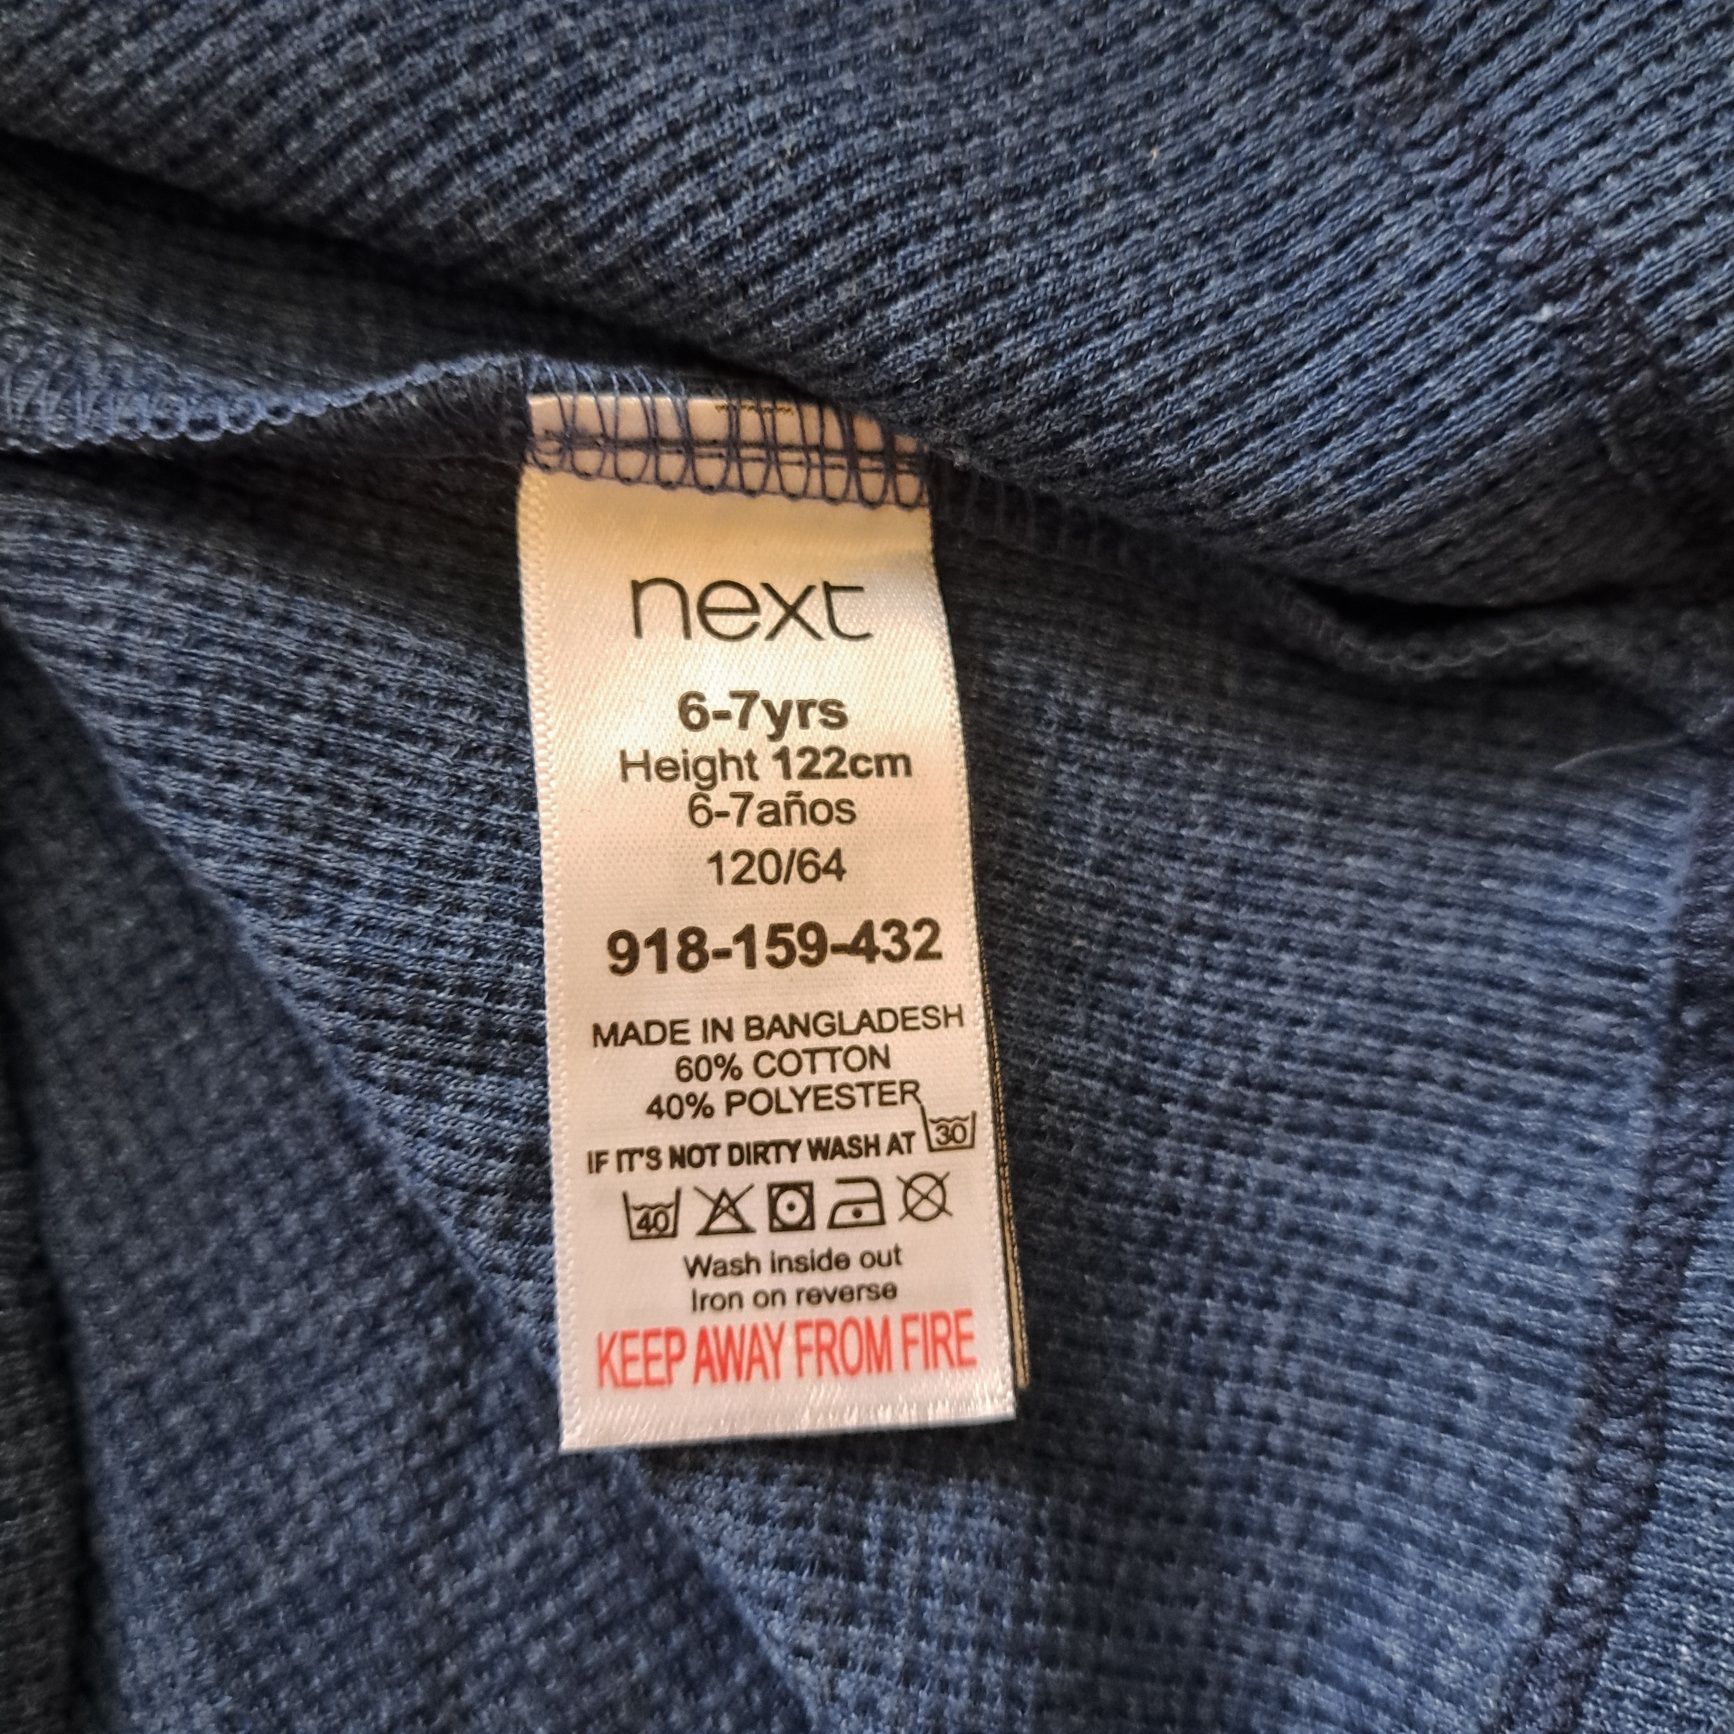 next
6-7yrs
Height 122cm
6-7años
120/64
918-159-432
MADE IN BANGLADESH
60% COTTON
40% POLYESTER
IF IT'S NOT DIRTY WASH AT 30
40
Wash inside out
Iron on reverse
KEEP AWAY FROM FIRE